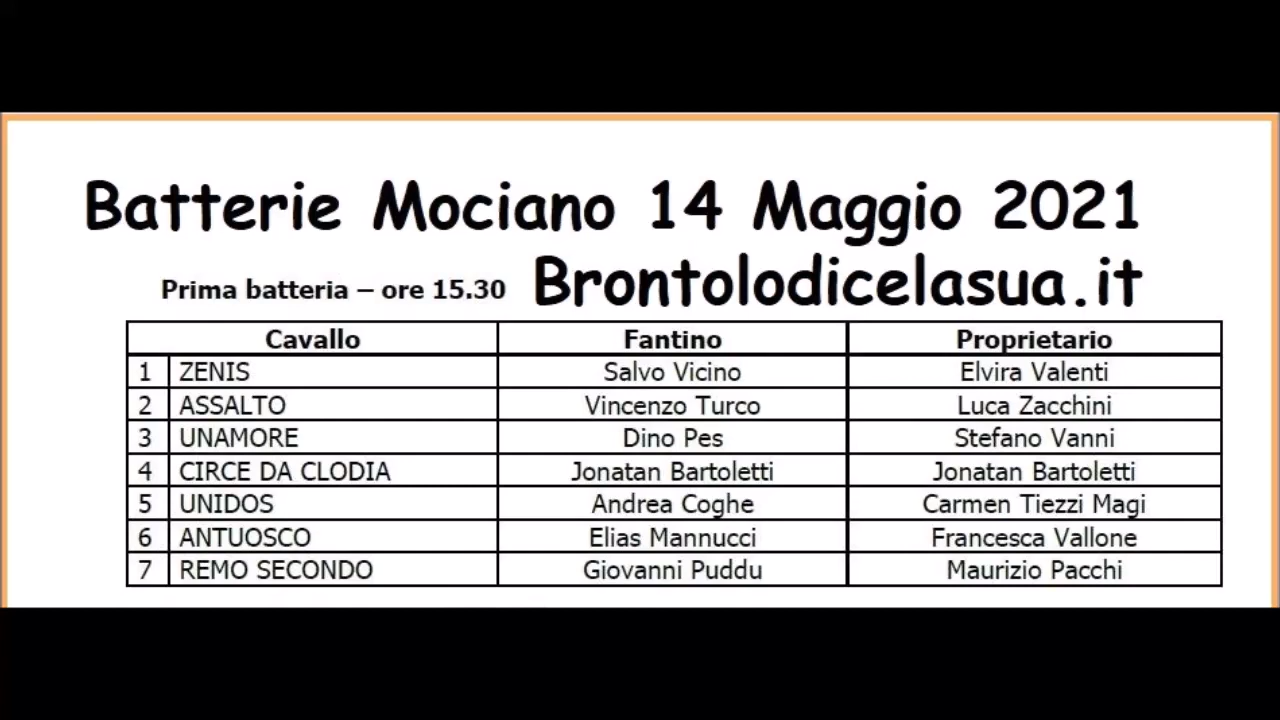 Batterie Mociano 14 Maggio 2021
Prima batteria – ore 15.30 Brontolodicelasua.it
Cavallo Fantino Proprietario
1 ZENIS Salvo Vicino Elvira Valenti
2 ASSALTO Vincenzo Turco Luca Zacchini
3 UNAMORE Dino Pes Stefano Vanni
4 CIRCE DA CLODIA Jonatan Bartoletti Jonatan Bartoletti
5 UNIDOS Andrea Coghe Carmen Tiezzi Magi
6 ANTUOSCO Elias Mannucci Francesca Vallone
7 REMO SECONDO Giovanni Puddu Maurizio Pacchi